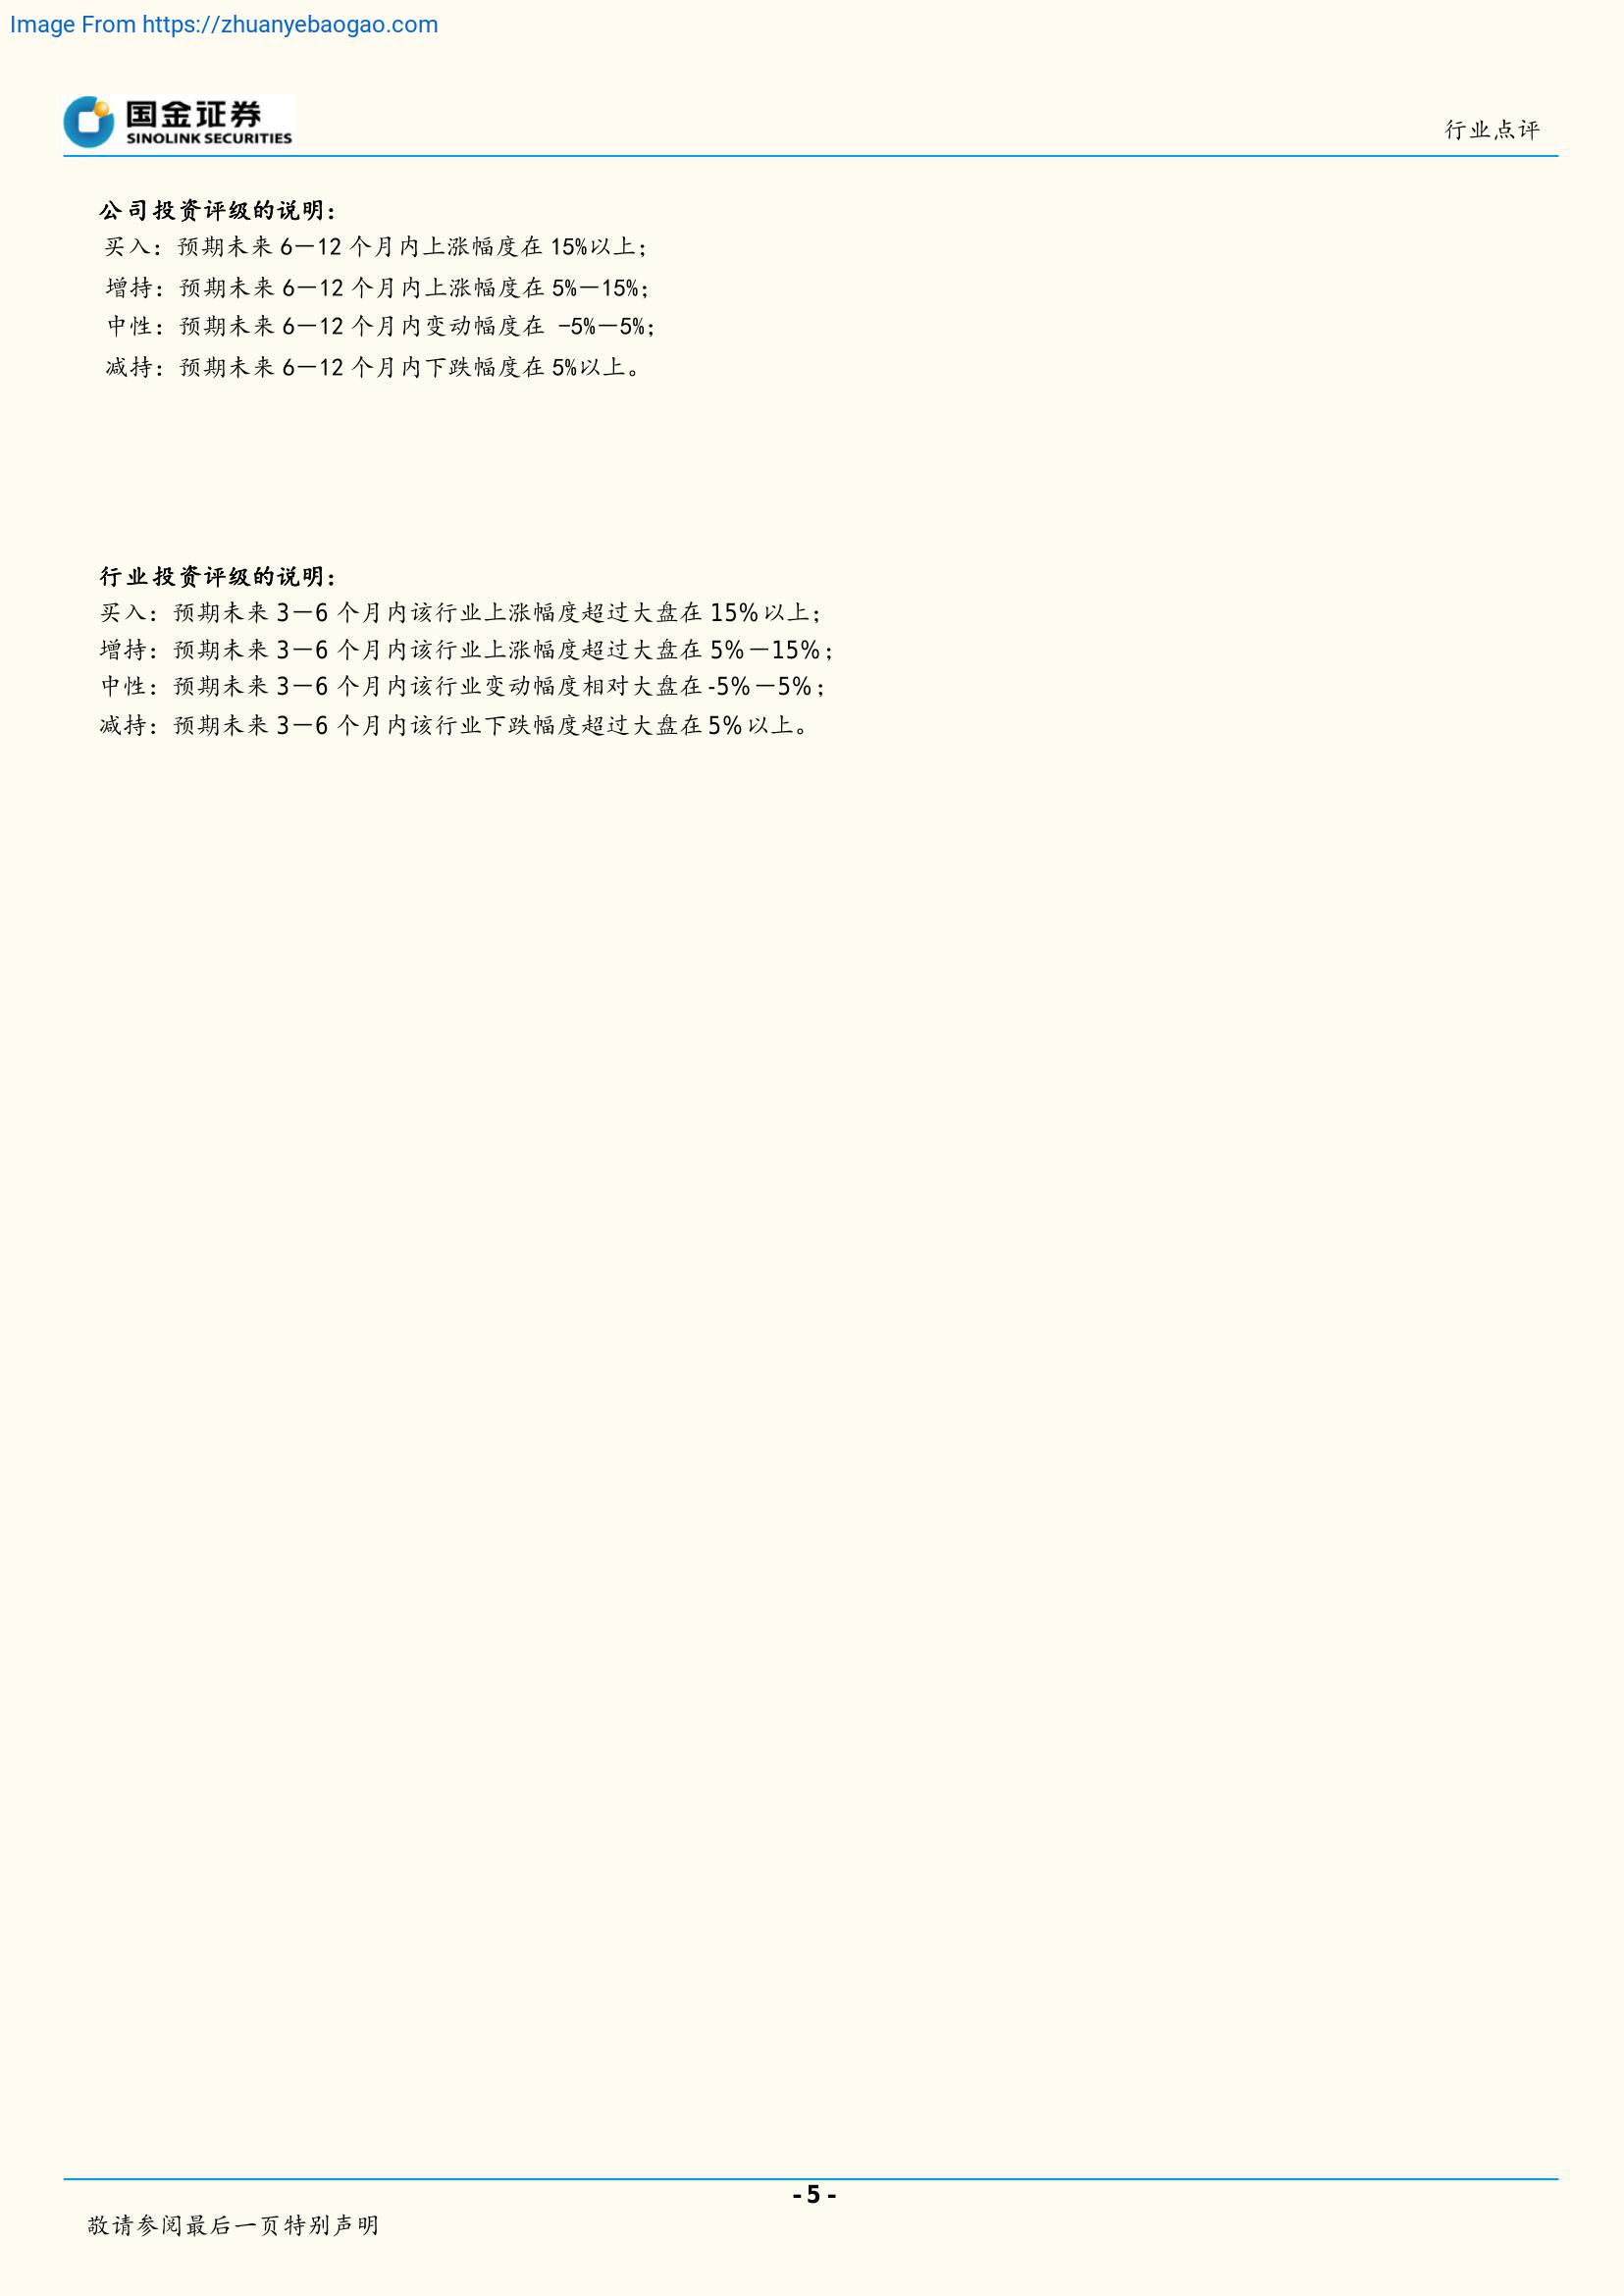 Image From https://zhuanyebaogao.com
国金证券
SINOLINK SECURITIES
行业点评
公司投资评级的说明：
买入：预期未来 6－12 个月内上涨幅度在 15%以上；
增持：预期未来 6－12 个月内上涨幅度在 5%－15%；
中性：预期未来 6－12 个月内变动幅度在 -5%－5%；
减持：预期未来 6－12 个月内下跌幅度在 5%以上。
行业投资评级的说明：
买入：预期未来 3－6 个月内该行业上涨幅度超过大盘在 15%以上；
增持：预期未来 3－6 个月内该行业上涨幅度超过大盘在 5%－15%；
中性：预期未来 3－6 个月内该行业变动幅度相对大盘在 -5%－5%；
减持：预期未来 3－6 个月内该行业下跌幅度超过大盘在 5%以上。
- 5 -
敬请参阅最后一页特别声明